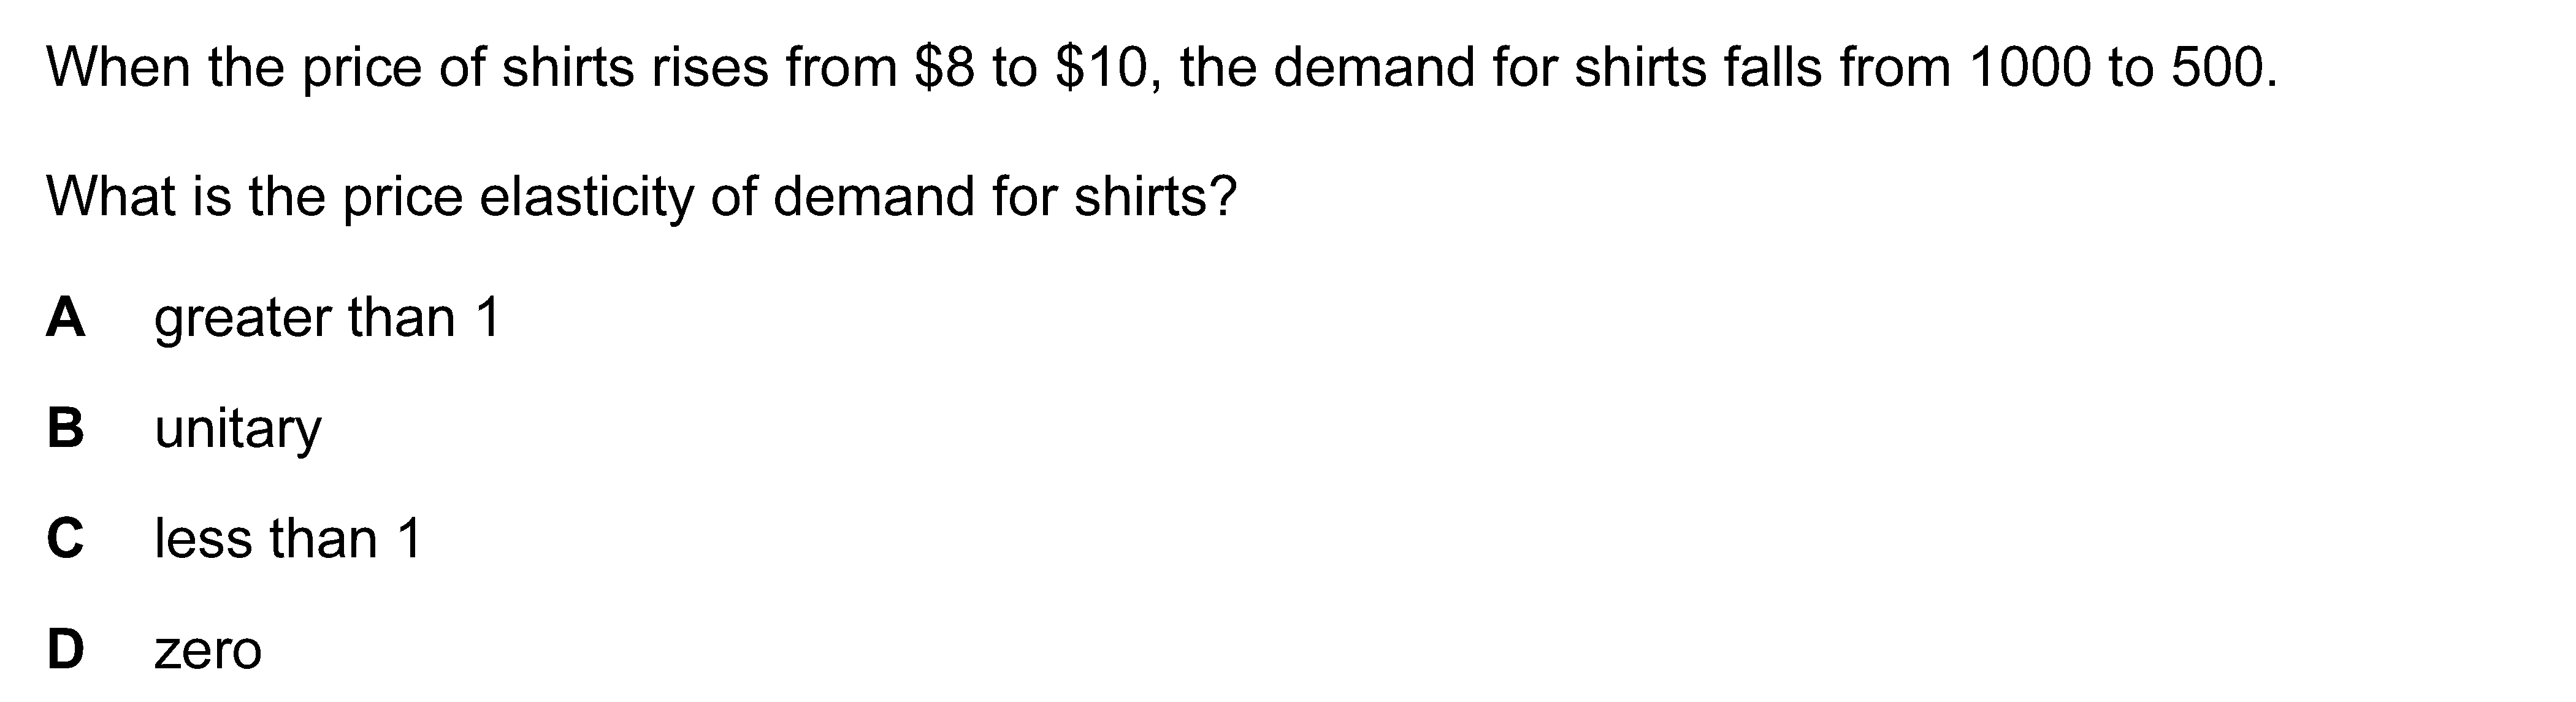 When the price of shirts rises from $8 to $10, the demand for shirts falls from 1000 to 500.
What is the price elasticity of demand for shirts?
A greater than 1
B unitary
C less than 1
D zero